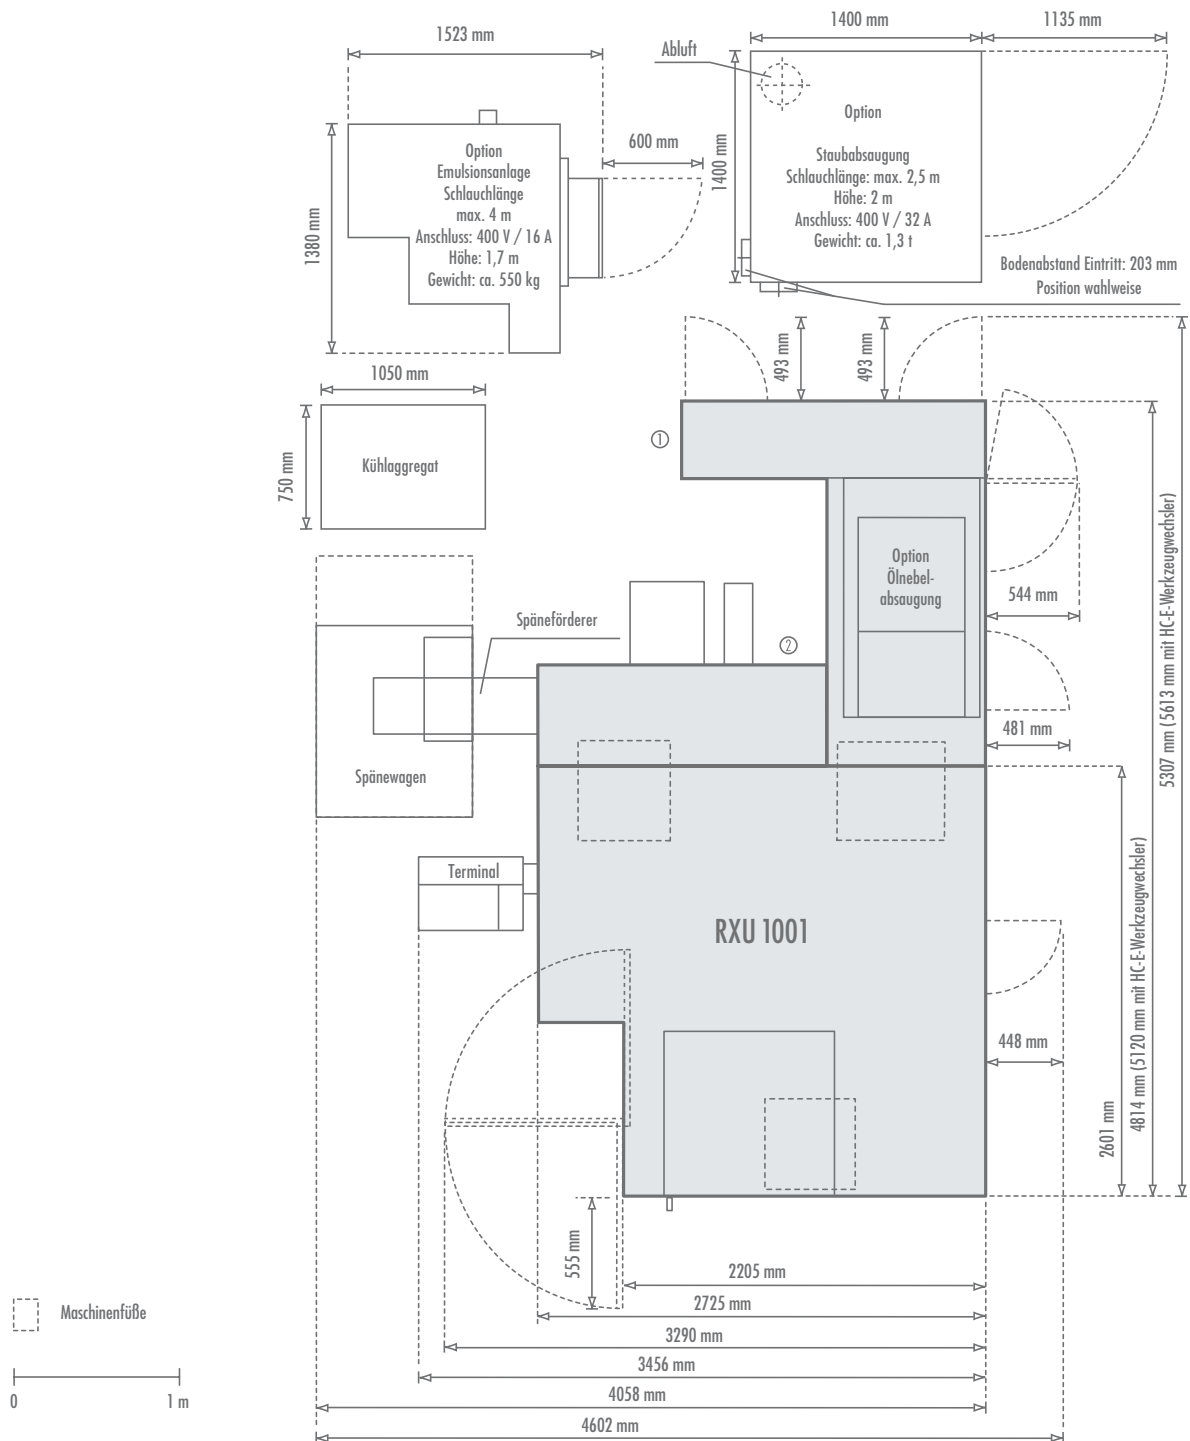 1523 mm
1400 mm
1135 mm
Abluft
600 mm
1400 mm
1380 mm
Option
Emulsionsanlage
Schlauchlänge
max. 4 m
Anschluss: 400 V / 16 A
Höhe: 1,7 m
Gewicht: ca. 550 kg
Option
Staubabsaugung
Schlauchlänge: max. 2,5 m
Höhe: 2 m
Anschluss: 400 V / 32 A
Gewicht: ca. 1,3 t
Bodenabstand Eintritt: 203 mm
Position wahlweise
493 mm
493 mm
1050 mm
750 mm
Kühlaggregat
①
Option
Ölnebel-
absaugung
544 mm
Späneförderer
②
481 mm
Spänewagen
Terminal
RXU 1001
448 mm
2601 mm
4814 mm (5120 mm mit HC-E-Werkzeugwechsler)
5307 mm (5613 mm mit HC-E-Werkzeugwechsler)
555 mm
2205 mm
2725 mm
3290 mm
3456 mm
4058 mm
4602 mm
Maschinenfüße
0
1 m